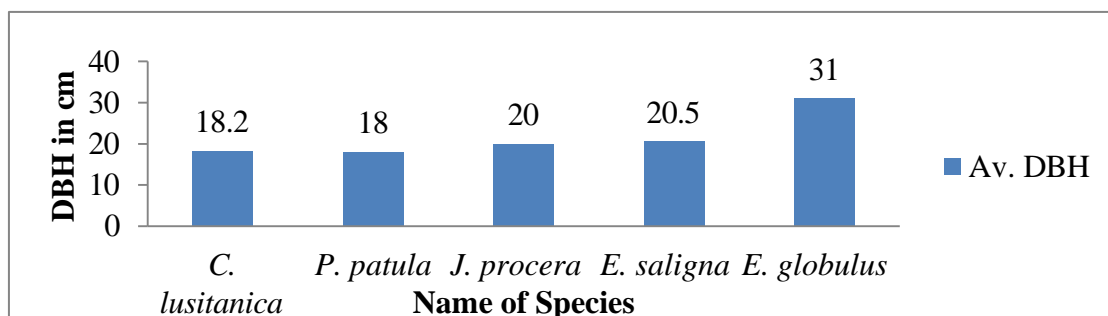 DBH in cm
40
30
20
10
0
18.2
18
20
20.5
31
Av. DBH
C. lusitanica
P. patula
J. procera
E. saligna
E. globulus
Name of Species